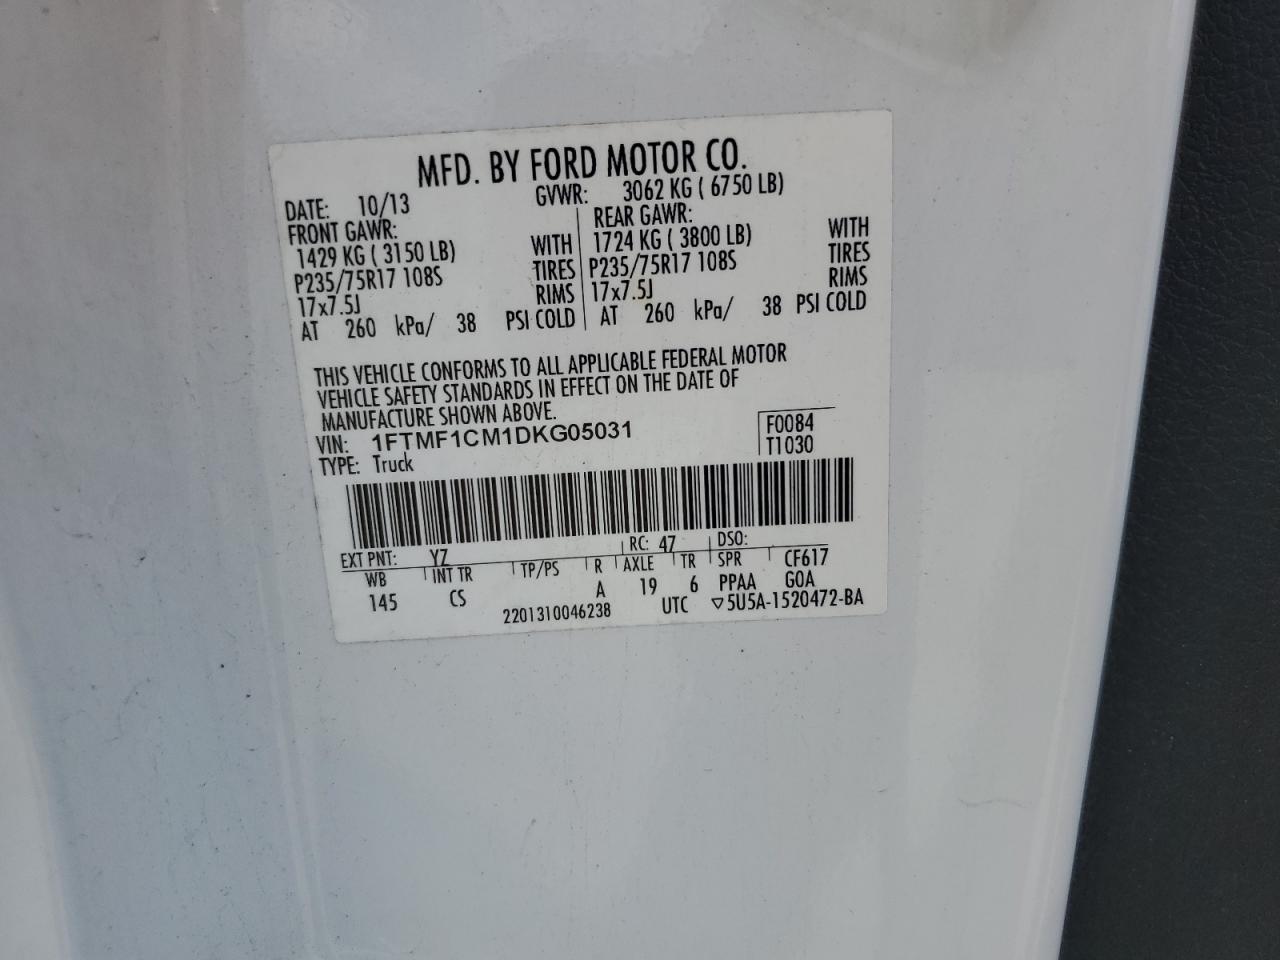 MFD. BY FORD MOTOR CO.
DATE: 10/13 GVWR: 3062 KG ( 6750 LB)
FRONT GAWR: REAR GAWR:
1429 KG ( 3150 LB) WITH 1724 KG ( 3800 LB) WITH
P235/75R17 108S TIRES P235/75R17 108S TIRES
17x7.5J RIMS 17x7.5J RIMS
AT 260 kPa/ 38 PSI COLD AT 260 kPa/ 38 PSI COLD
THIS VEHICLE CONFORMS TO ALL APPLICABLE FEDERAL MOTOR
VEHICLE SAFETY STANDARDS IN EFFECT ON THE DATE OF
MANUFACTURE SHOWN ABOVE.
VIN: 1FTMF1CM1DKG05031 F0084
TYPE: Truck T1030
EXT PNT: YZ RC: 47 DSO:
WB INT TR TP/PS R AXLE TR SPR CF617
145 CS A 19 6 PPAA GOA
2201310046238 UTC ▽5U5A-1520472-BA